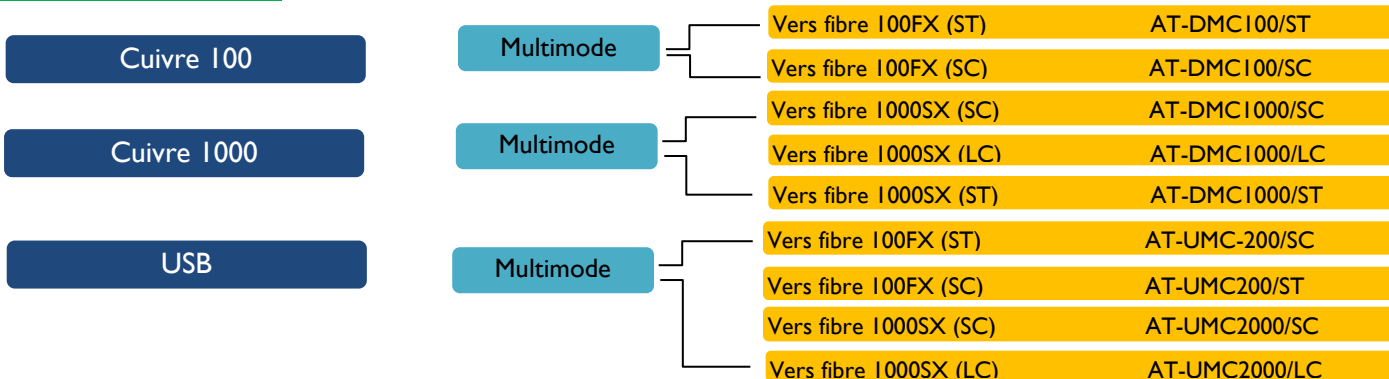 Cuivre 100
Multimode
Vers fibre 100FX (ST) AT-DMC100/ST
Vers fibre 100FX (SC) AT-DMC100/SC
Cuivre 1000
Multimode
Vers fibre 1000SX (SC) AT-DMC1000/SC
Vers fibre 1000SX (LC) AT-DMC1000/LC
Vers fibre 1000SX (ST) AT-DMC1000/ST
USB
Multimode
Vers fibre 100FX (ST) AT-UMC-200/SC
Vers fibre 100FX (SC) AT-UMC200/ST
Vers fibre 1000SX (SC) AT-UMC2000/SC
Vers fibre 1000SX (LC) AT-UMC2000/LC